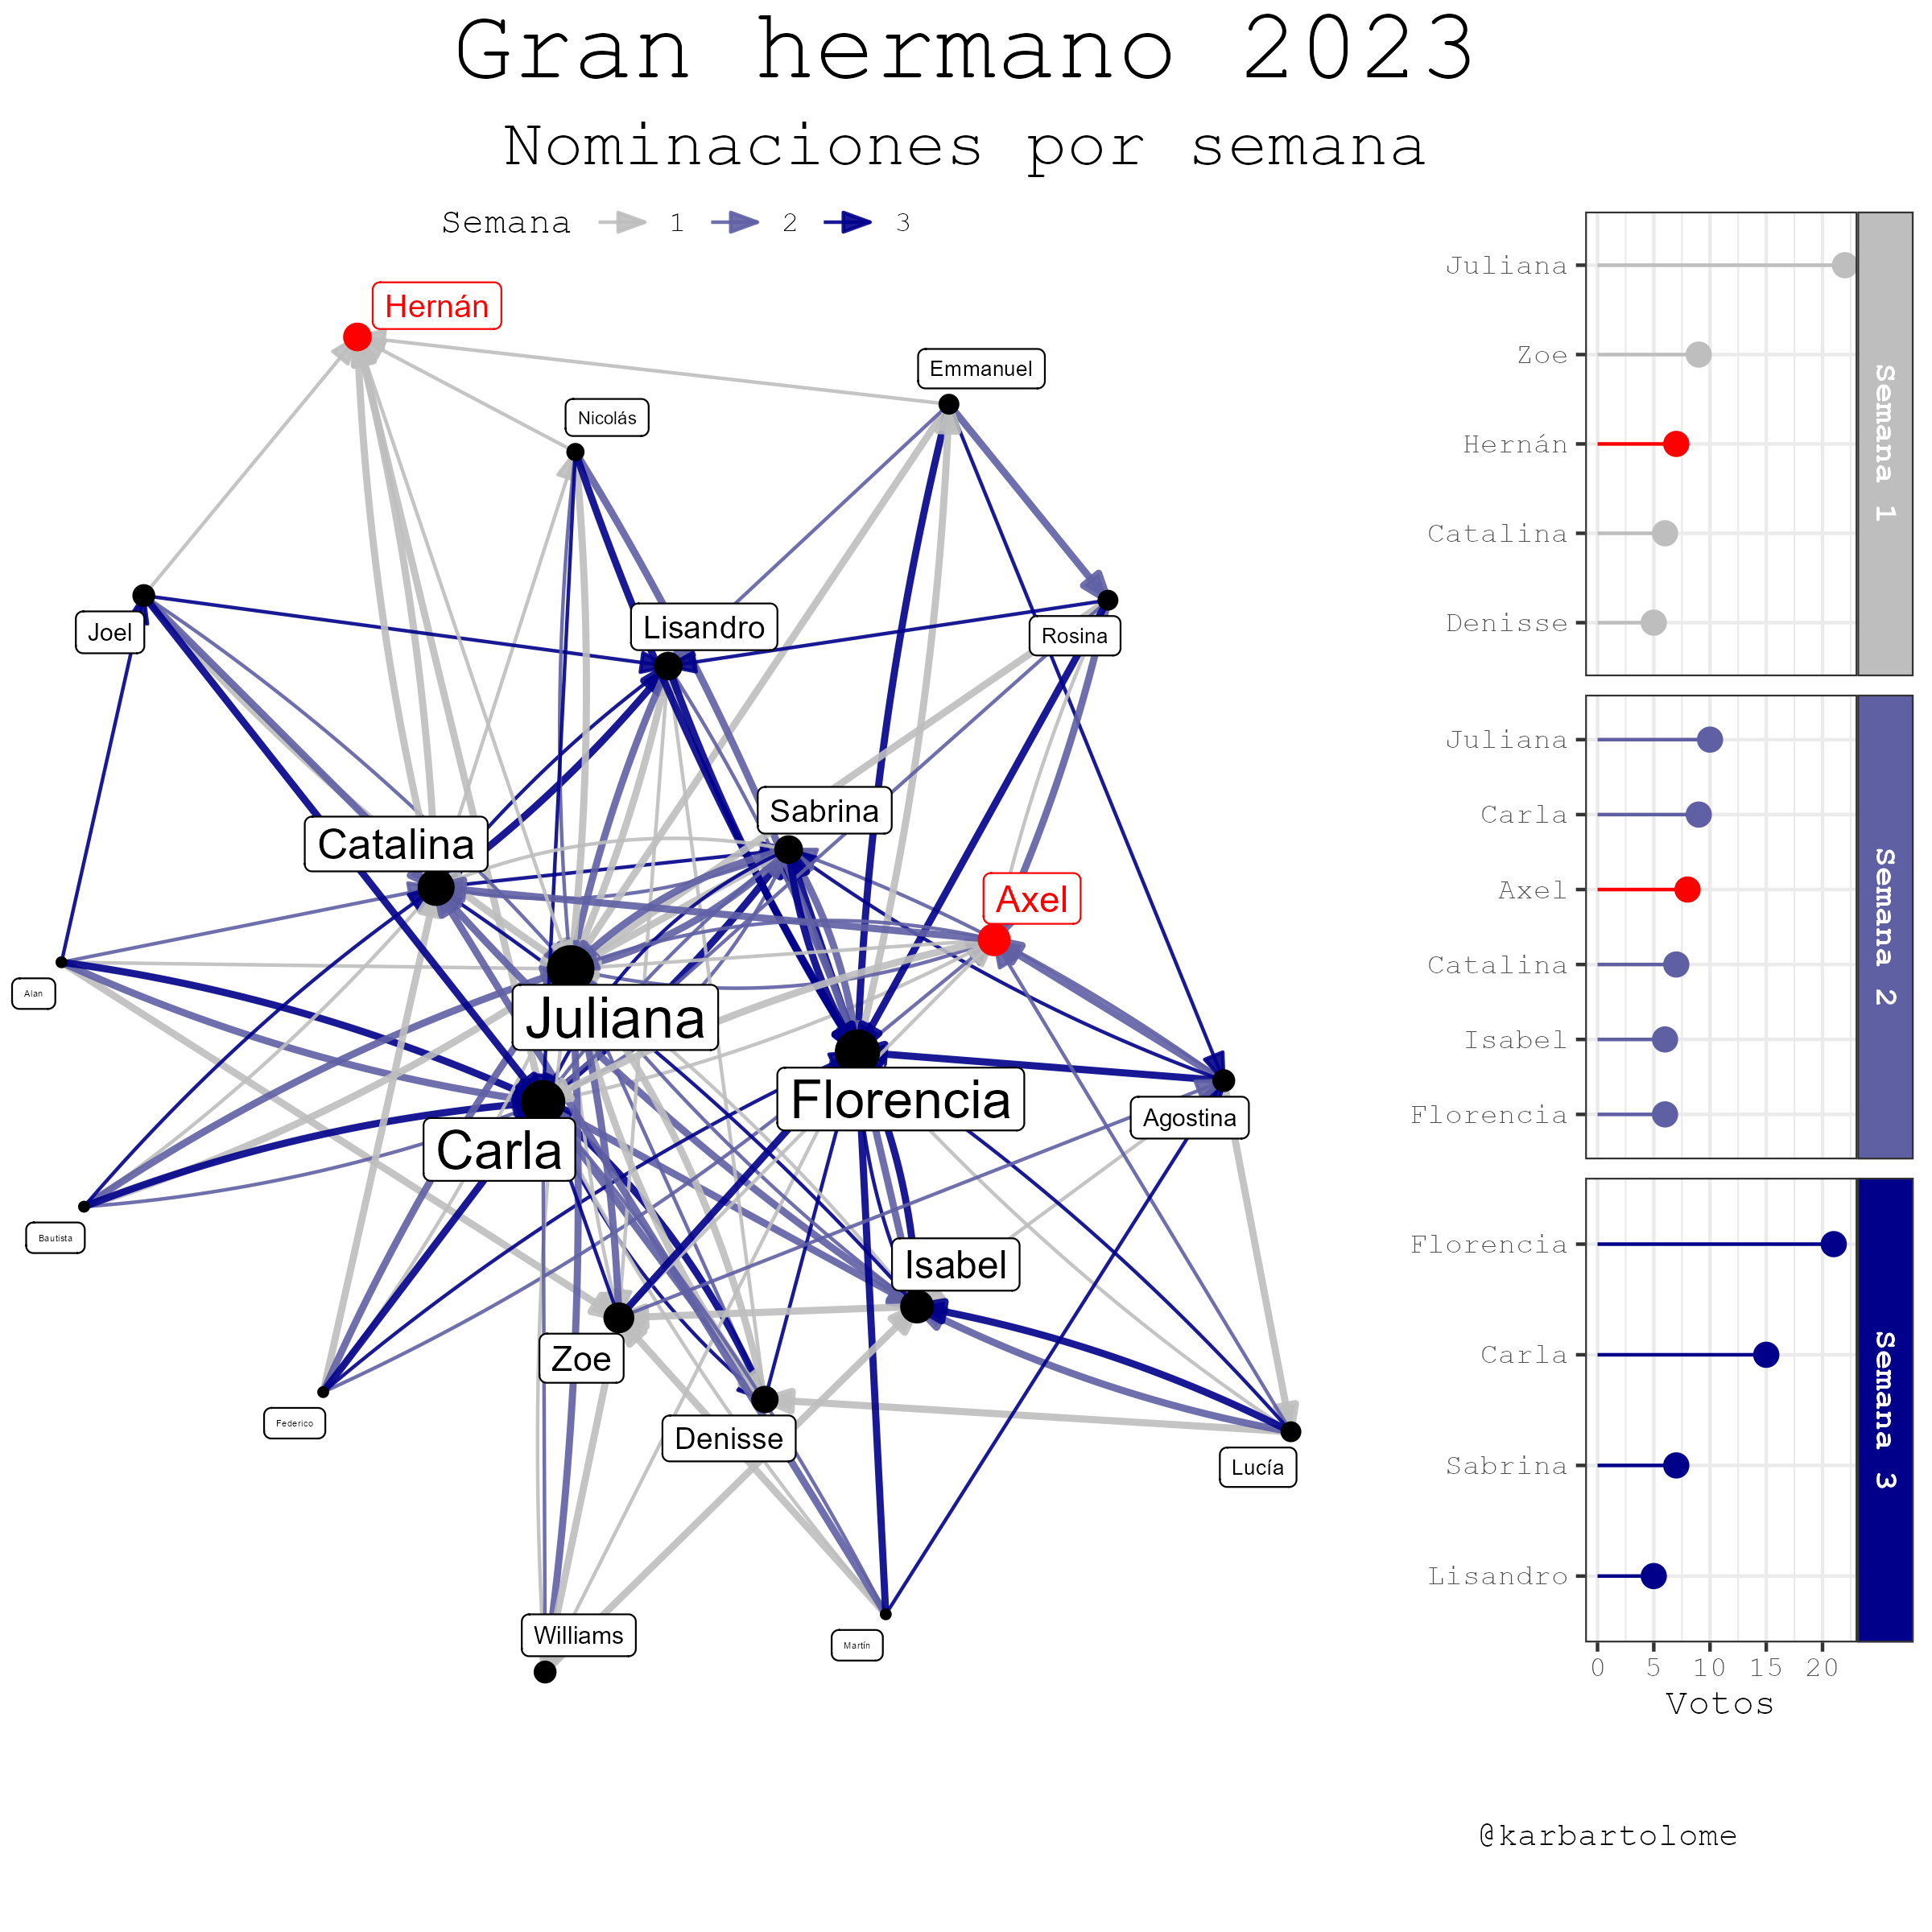 Gran hermano 2023
Nominaciones por semana
Semana 1 2 3
Hernán
Emmanuel
Nicolás
Joel
Lisandro
Rosina
Sabrina
Catalina
Axel
Alan
Juliana
Florencia
Agostina
Carla
Bautista
Isabel
Zoe
Federico
Denisse
Lucía
Williams
Martín
Juliana
Zoe
Hernán
Catalina
Denisse
Semana 1
Juliana
Carla
Axel
Catalina
Isabel
Florencia
Semana 2
Florencia
Carla
Sabrina
Lisandro
Semana 3
0 5 10 15 20
Votos
@karbartolome